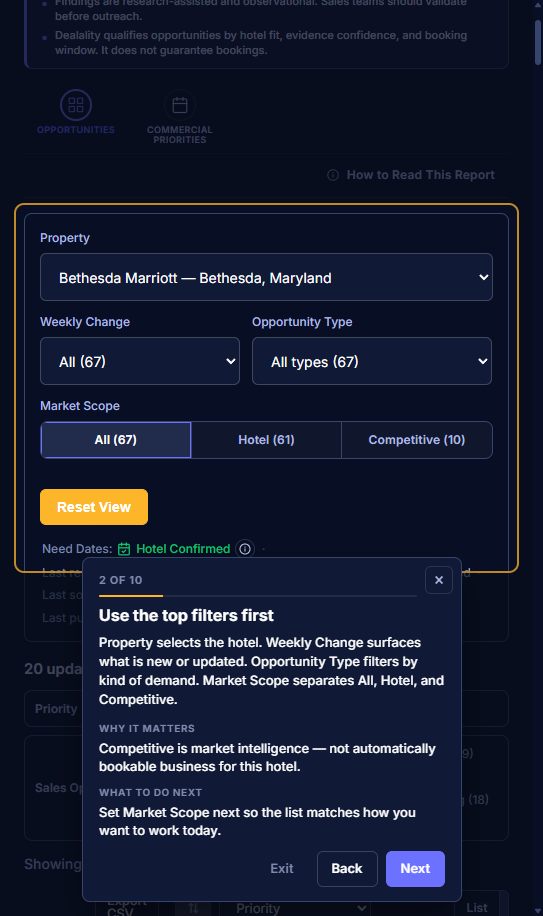 Findings are research-assisted and observational. Sales teams should validate
before outreach.
Dealality qualifies opportunities by hotel fit, evidence confidence, and booking
window. It does not guarantee bookings.
OPPORTUNITIES
COMMERCIAL
PRIORITIES
How to Read This Report
Property
Bethesda Marriott — Bethesda, Maryland
Weekly Change
Opportunity Type
All (67)
All types (67)
Market Scope
All (67)
Hotel (61)
Competitive (10)
Reset View
Need Dates: Hotel Confirmed ·
2 OF 10
×
Use the top filters first
Property selects the hotel. Weekly Change surfaces
what is new or updated. Opportunity Type filters by
kind of demand. Market Scope separates All, Hotel, and
Competitive.
WHY IT MATTERS
Competitive is market intelligence — not automatically
bookable business for this hotel.
WHAT TO DO NEXT
Set Market Scope next so the list matches how you
want to work today.
Exit
Back
Next
20
Priority
Sales
(18)
Showing
Export
CSV
Priority
List